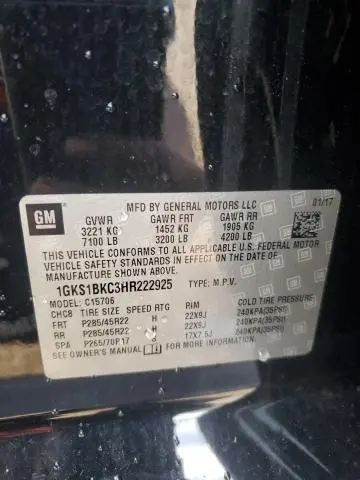 MFD BY GENERAL MOTORS LLC
01/17
GM
GVWR GAWR FRT GAWR RR
3221 KG 1452 KG 1905 KG
7100 LB 3200 LB 4200 LB
THIS VEHICLE CONFORMS TO ALL APPLICABLE U.S. FEDERAL MOTOR
VEHICLE SAFETY STANDARDS IN EFFECT ON THE DATE OF
MANUFACTURE SHOWN ABOVE.
1GKS1BKC3HR222925 TYPE: M.P.V.
C15706
CHC8 TIRE SIZE SPEED RTG RIM COLD TIRE PRESSURE
FRT P285/45R22 H 22X9J 240KPA(35PSI)
RR P285/45R22 H 22X9J 240KPA(35PSI)
SPA P265/70R17 17X7.5J 240KPA(35PSI)
SEE OWNER'S MANUAL FOR MORE INFORMATION.